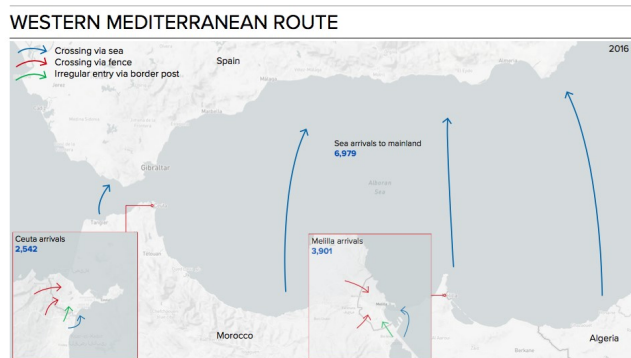 WESTERN MEDITERRANEAN ROUTE
Crossing via sea
Crossing via fence
Irregular entry via border post
2016
Spain
Sea arrivals to mainland
6,979
Gibraltar
Alboran
Sea
Tangier
Ceuta arrivals
2,542
Melilla arrivals
3,901
Morocco
Algeria